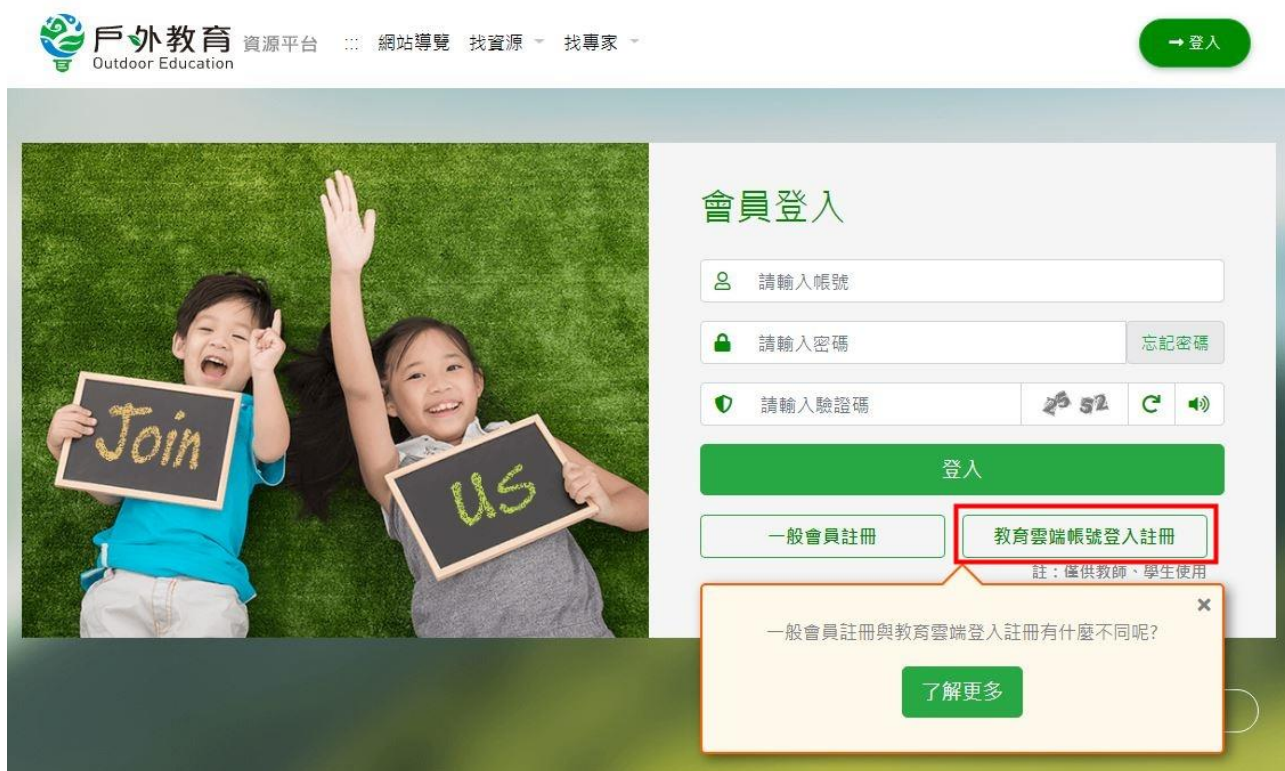 戶外教育 資源平台 ::: 網站導覽 找資源 找專家 登入
Outdoor Education
會員登入
請輸入帳號
請輸入密碼 忘記密碼
請輸入驗證碼 25 52
Join
us
登入
一般會員註冊 教育雲端帳號登入註冊
註：僅供教師、學生使用
×
一般會員註冊與教育雲端登入註冊有什麼不同呢?
了解更多